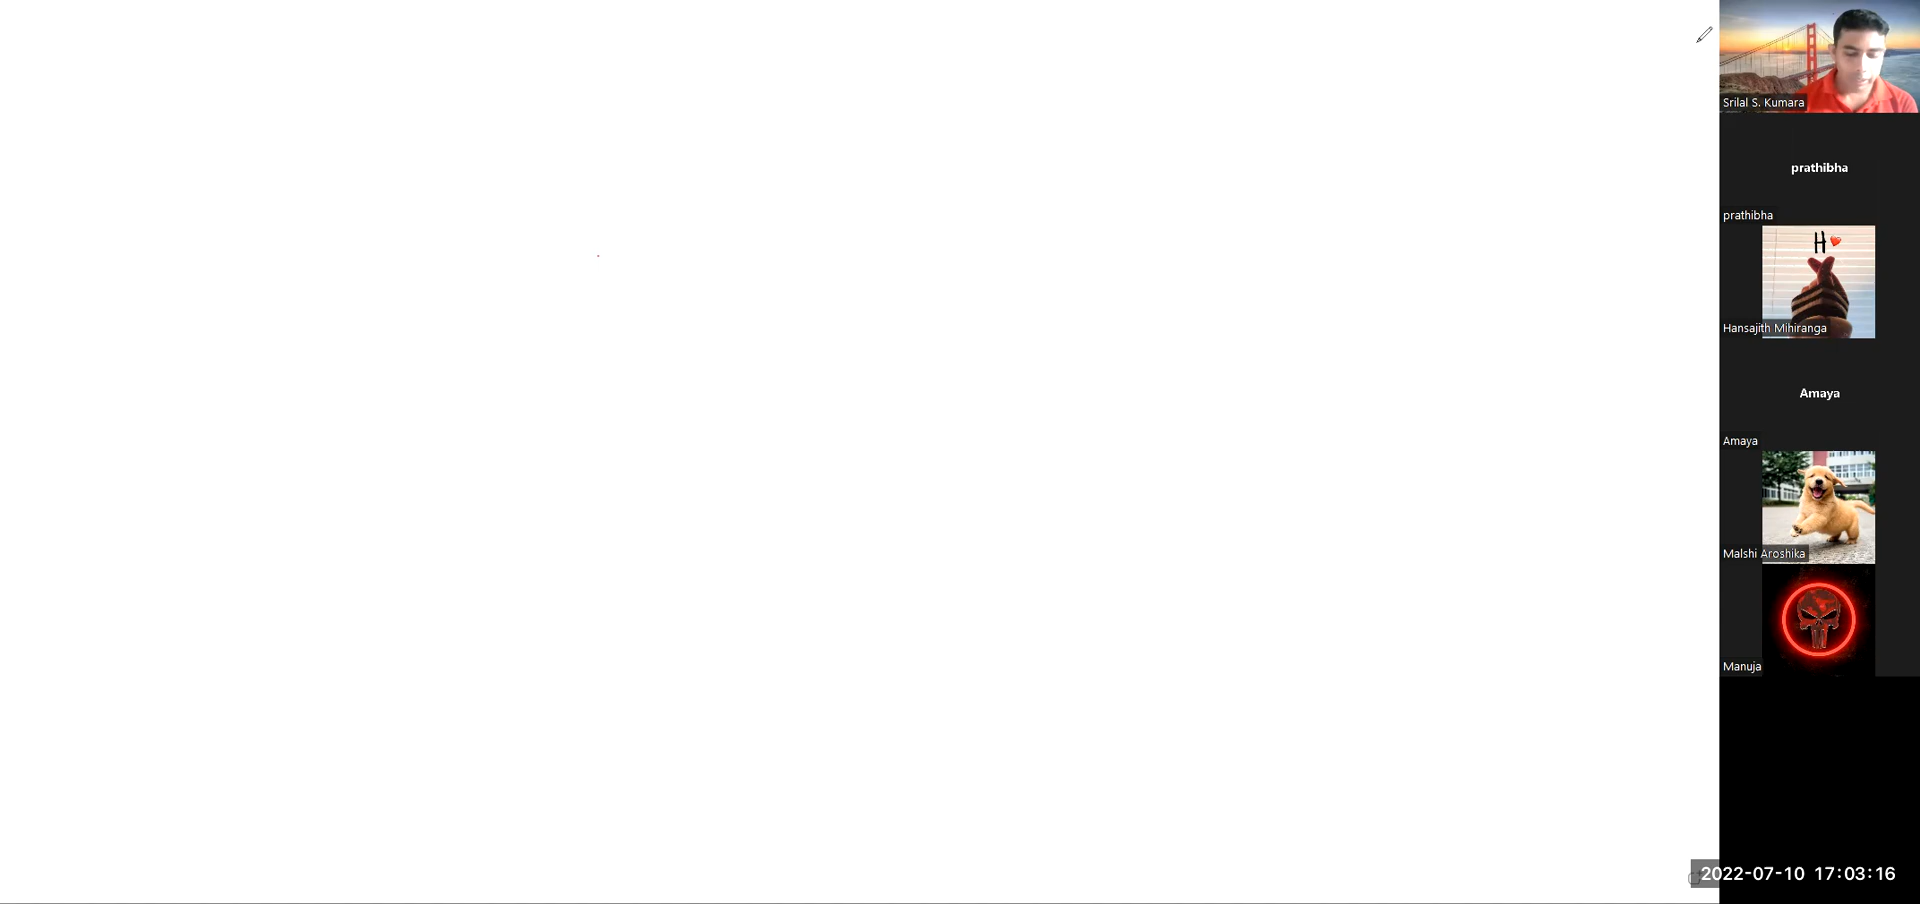 Srilal S. Kumara
prathibha
prathibha
H
Hansajith Mihiranga
Amaya
Amaya
Malshi Aroshika
Manuja
2022-07-10 17:03:16